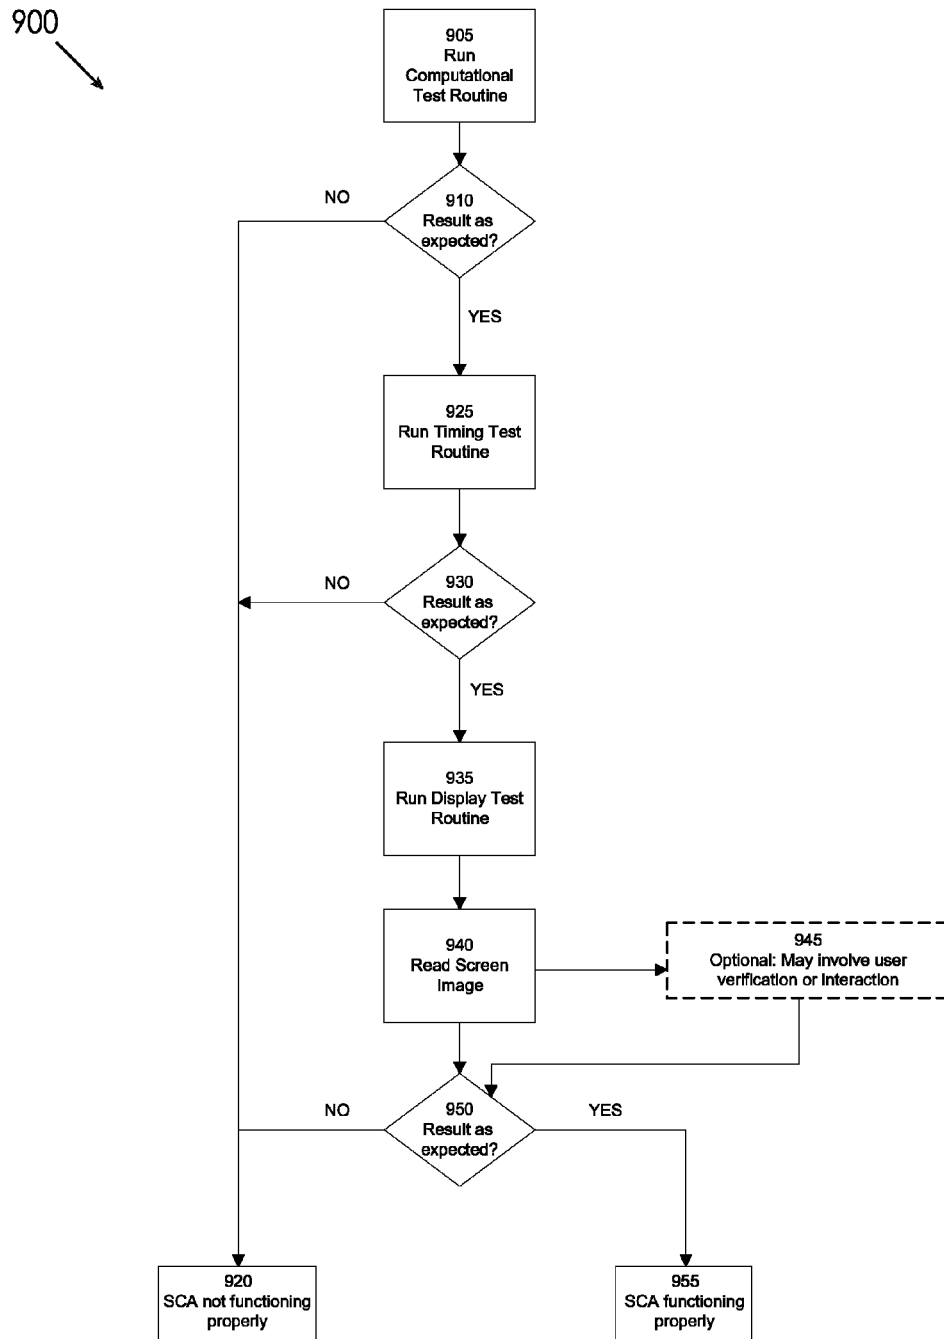 900
905
Run
Computational
Test Routine
NO
910
Result as
expected?
YES
925
Run Timing Test
Routine
NO
930
Result as
expected?
YES
935
Run Display Test
Routine
940
Read Screen
Image
945
Optional: May involve user
verification or interaction
NO
950
Result as
expected?
YES
920
SCA not functioning
properly
955
SCA functioning
properly